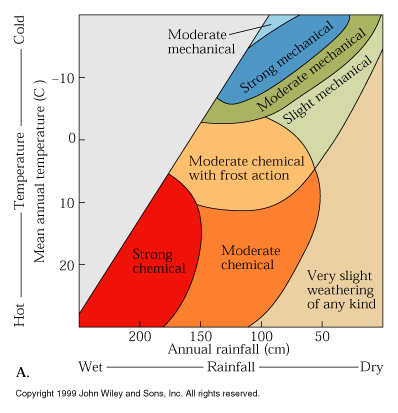 Moderate
mechanical
Strong mechanical
Moderate mechanical
Slight mechanical
Moderate chemical
with frost action
Strong
chemical
Moderate
chemical
Very slight
weathering
of any kind
Cold
Temperature
Hot
Mean annual temperature (C )
−10
0
10
20
200 150 100 50
Annual rainfall (cm)
Wet Rainfall Dry
A.
Copyright 1999 John Wiley and Sons, Inc. All rights reserved.